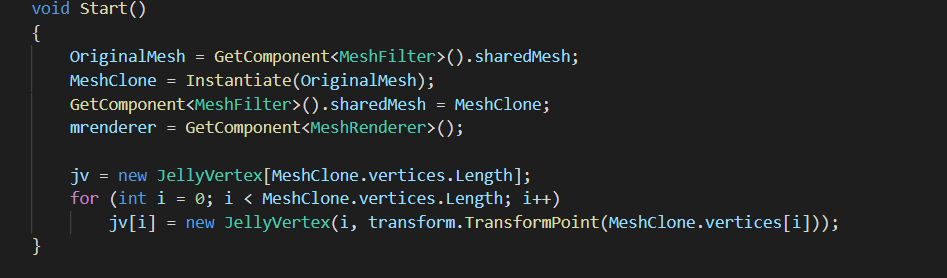 void Start()
{
OriginalMesh = GetComponent<MeshFilter>().sharedMesh;
MeshClone = Instantiate(OriginalMesh);
GetComponent<MeshFilter>().sharedMesh = MeshClone;
mrenderer = GetComponent<MeshRenderer>();
jv = new JellyVertex[MeshClone.vertices.Length];
for (int i = 0; i < MeshClone.vertices.Length; i++)
jv[i] = new JellyVertex(i, transform.TransformPoint(MeshClone.vertices[i]));
}